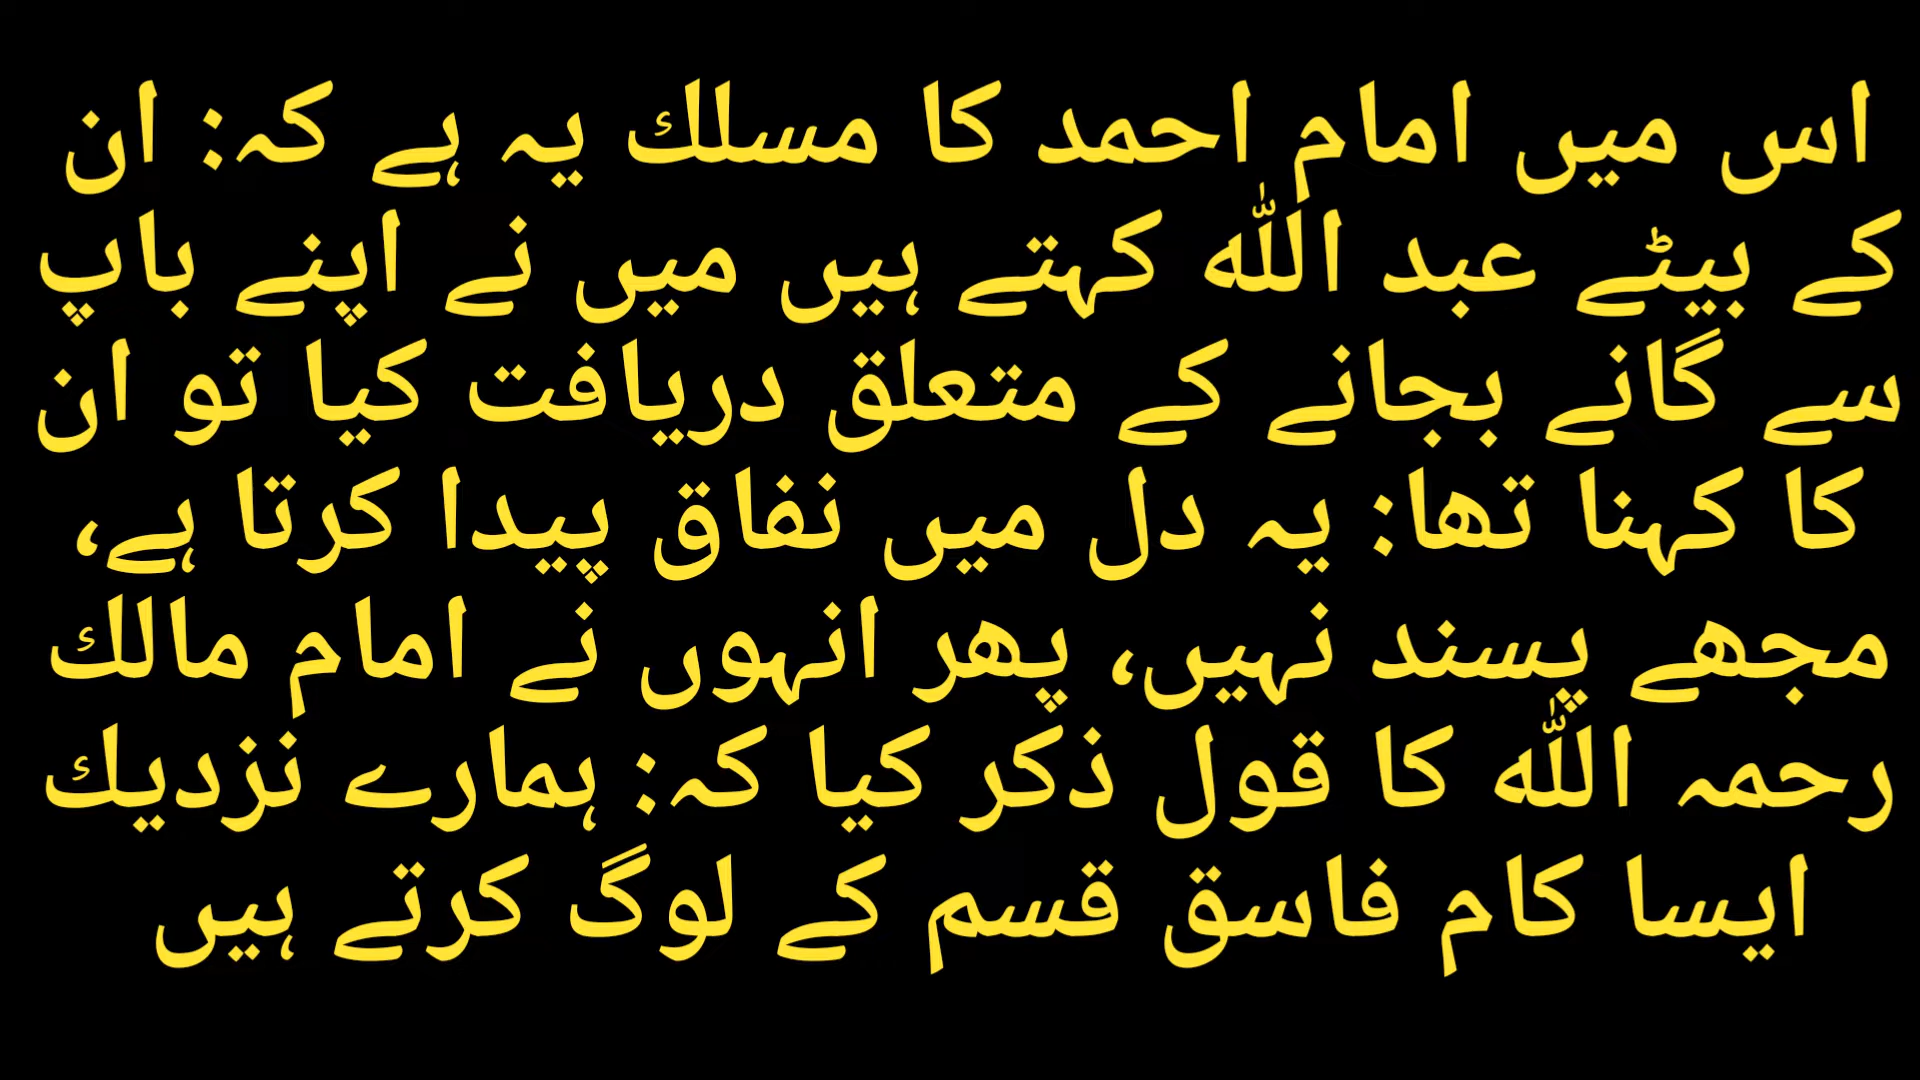 اس میں امام احمد کا مسلك یہ ہے کہ: ان
کے بیٹے عبد اللہ کہتے ہیں میں نے اپنے باپ
سے گانے بجانے کے متعلق دریافت کیا تو ان
کا کہنا تھا: یہ دل میں نفاق پیدا کرتا ہے،
مجھے پسند نہیں، پھر انہوں نے امام مالك
رحمہ اللہ کا قول ذکر کیا کہ: ہمارے نزدیك
ایسا کام فاسق قسم کے لوگ کرتے ہیں